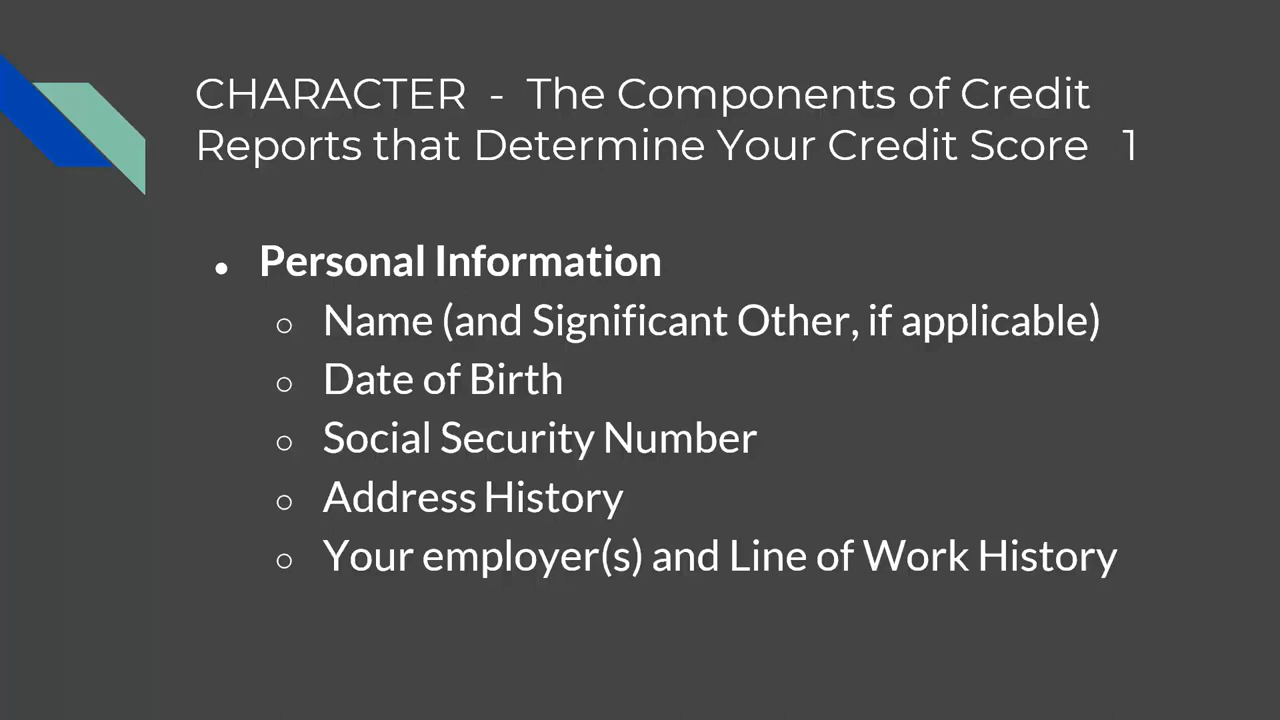 CHARACTER - The Components of Credit
Reports that Determine Your Credit Score 1
● Personal Information
○ Name (and Significant Other, if applicable)
○ Date of Birth
○ Social Security Number
○ Address History
○ Your employer(s) and Line of Work History